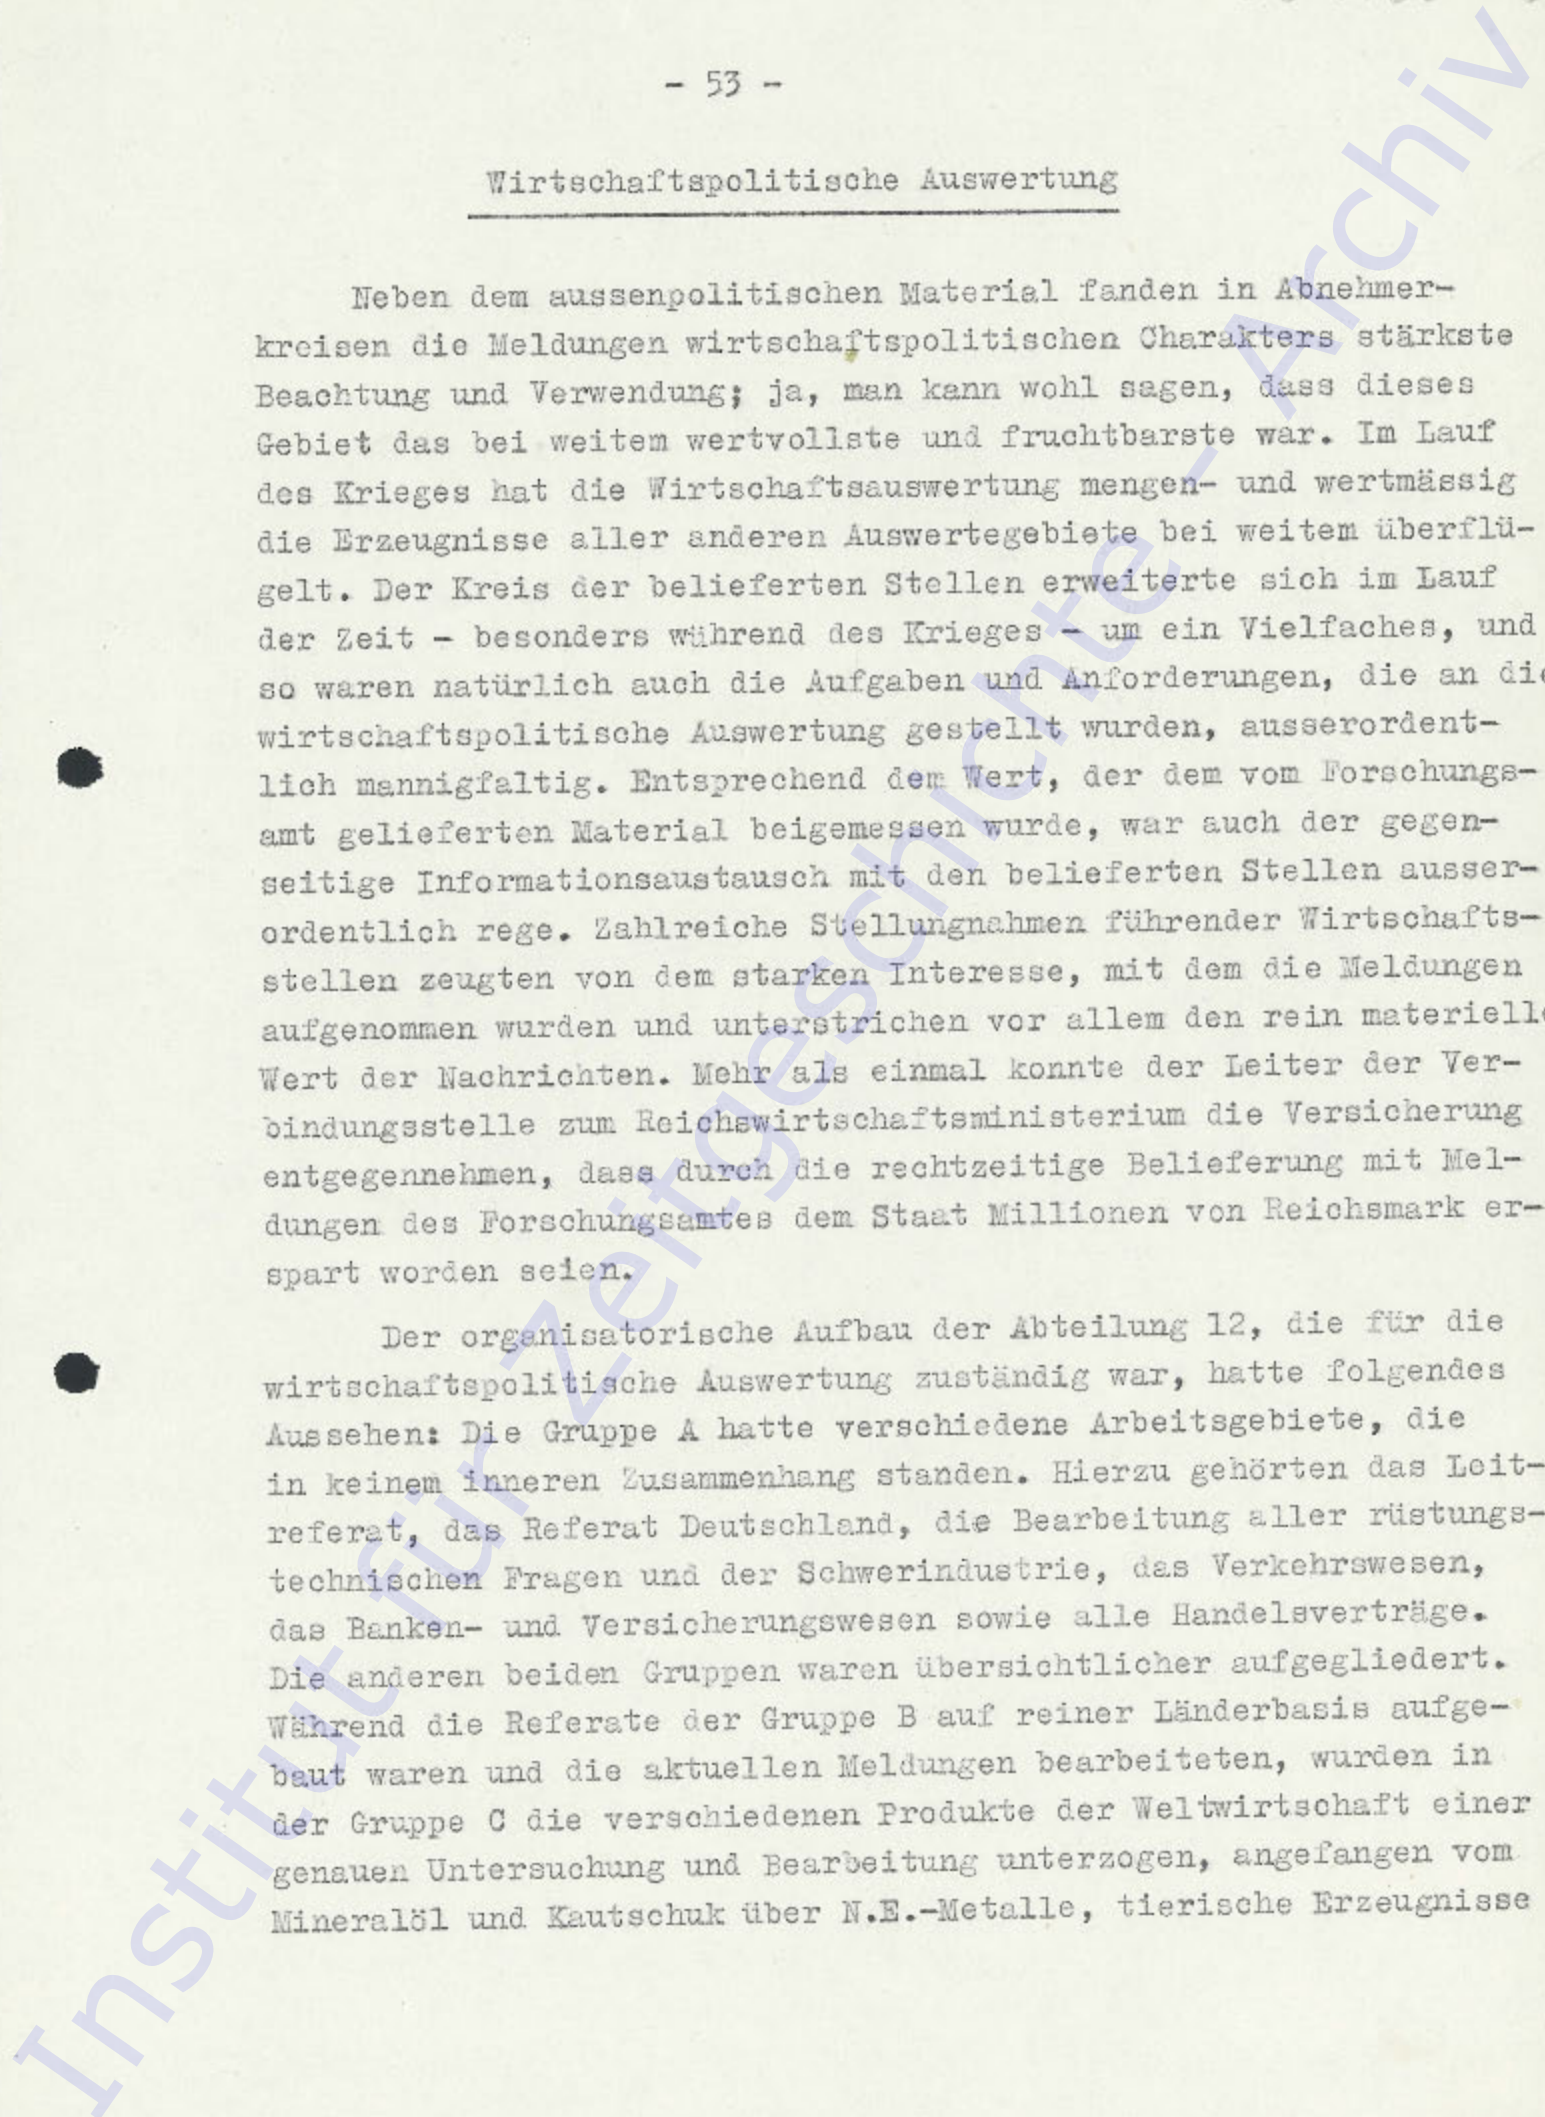 - 53 -
Wirtschaftspolitische Auswertung
Neben dem aussenpolitischen Material fanden in Abnehmer-
kreisen die Meldungen wirtschaftspolitischen Charakters stärkste
Beachtung und Verwendung; ja, man kann wohl sagen, dass dieses
Gebiet das bei weitem wertvollste und fruchtbarste war. Im Lauf
des Krieges hat die Wirtschaftsauswertung mengen- und wertmässig
die Erzeugnisse aller anderen Auswertegebiete bei weitem überflü-
gelt. Der Kreis der belieferten Stellen erweiterte sich im Lauf
der Zeit - besonders während des Krieges - um ein Vielfaches, und
so waren natürlich auch die Aufgaben und Anforderungen, die an die
wirtschaftspolitische Auswertung gestellt wurden, ausserordent-
lich mannigfaltig. Entsprechend dem Wert, der dem vom Forschungs-
amt gelieferten Material beigemessen wurde, war auch der gegen-
seitige Informationsaustausch mit den belieferten Stellen ausser-
ordentlich rege. Zahlreiche Stellungnahmen führender Wirtschafts-
stellen zeugten von dem starken Interesse, mit dem die Meldungen
aufgenommen wurden und unterstrichen vor allem den rein materielle
Wert der Nachrichten. Mehr als einmal konnte der Leiter der Ver-
bindungsstelle zum Reichswirtschaftsministerium die Versicherung
entgegennehmen, dass durch die rechtzeitige Belieferung mit Mel-
dungen des Forschungsamtes dem Staat Millionen von Reichsmark er-
spart worden seien.
Der organisatorische Aufbau der Abteilung 12, die für die
wirtschaftspolitische Auswertung zuständig war, hatte folgendes
Aussehen: Die Gruppe A hatte verschiedene Arbeitsgebiete, die
in keinem inneren Zusammenhang standen. Hierzu gehörten das Leit-
referat, das Referat Deutschland, die Bearbeitung aller rüstungs-
technischen Fragen und der Schwerindustrie, das Verkehrswesen,
das Banken- und Versicherungswesen sowie alle Handelsverträge.
Die anderen beiden Gruppen waren übersichtlicher aufgegliedert.
Während die Referate der Gruppe B auf reiner Länderbasis aufge-
baut waren und die aktuellen Meldungen bearbeiteten, wurden in
der Gruppe C die verschiedenen Produkte der Weltwirtschaft einer
genauen Untersuchung und Bearbeitung unterzogen, angefangen vom
Mineralöl und Kautschuk über N.E.-Metalle, tierische Erzeugnisse
Institut für Zeitgeschichte - Archiv